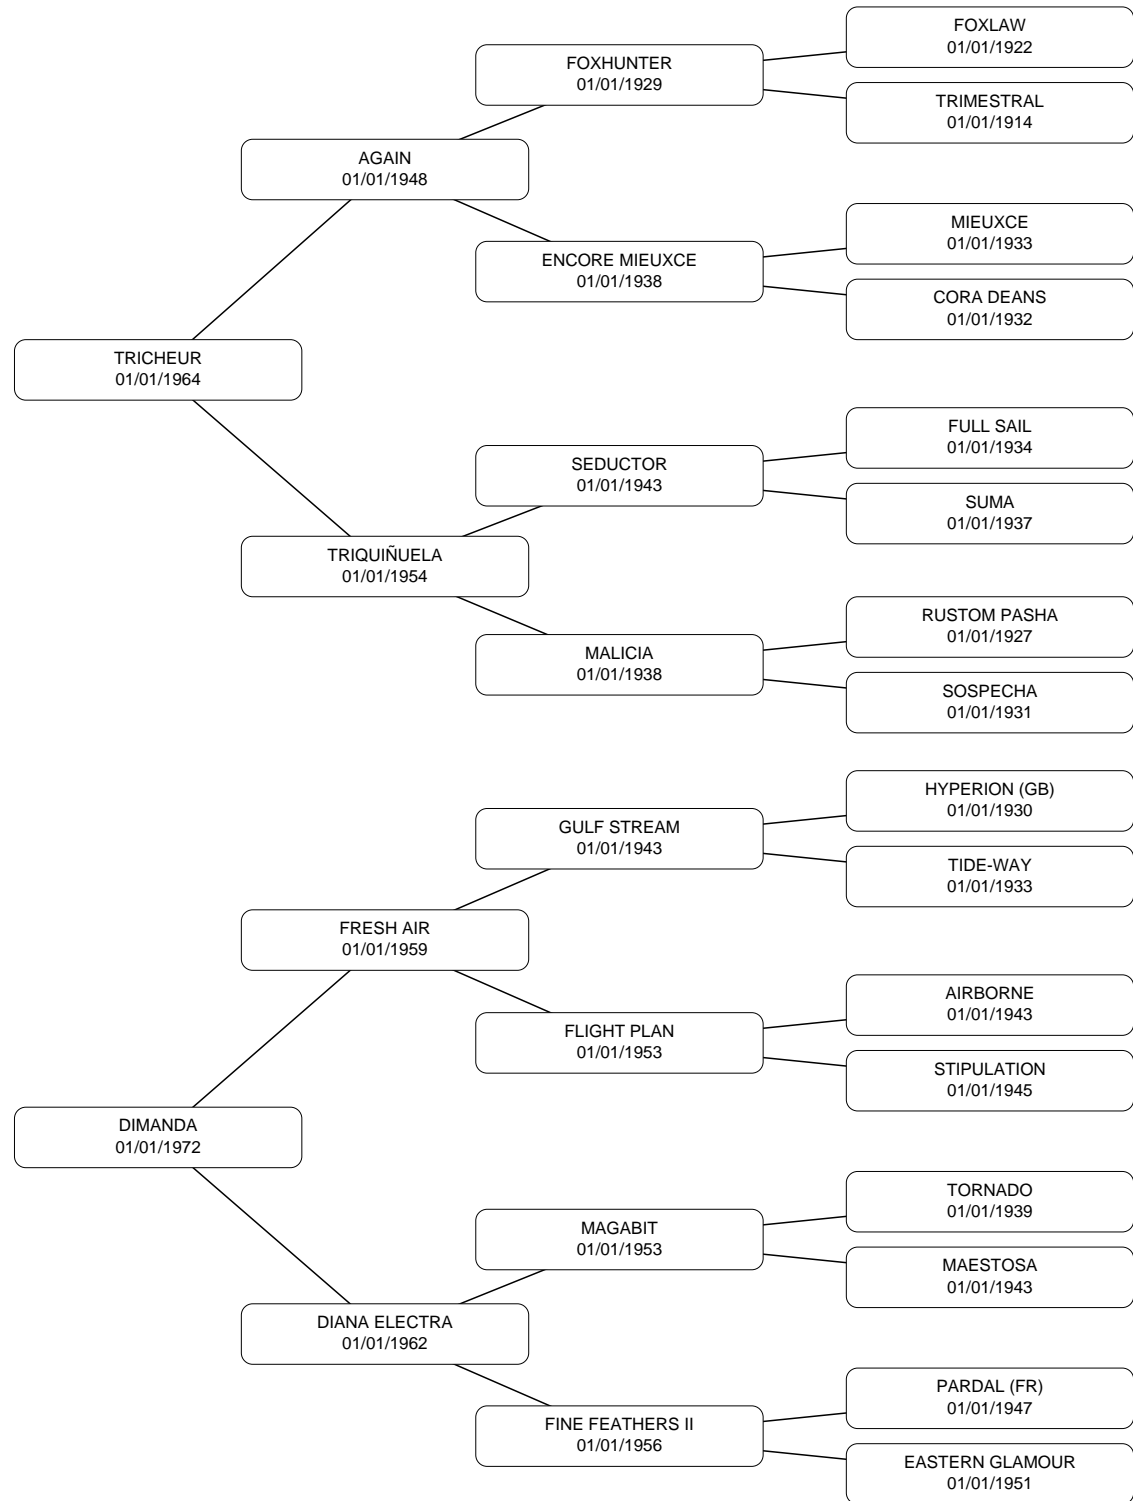 FOXLAW
01/01/1922
FOXHUNTER
01/01/1929
TRIMESTRAL
01/01/1914
AGAIN
01/01/1948
MIEUXCE
01/01/1933
ENCORE MIEUXCE
01/01/1938
CORA DEANS
01/01/1932
TRICHEUR
01/01/1964
FULL SAIL
01/01/1934
SEDUCTOR
01/01/1943
SUMA
01/01/1937
TRIQUIÑUELA
01/01/1954
RUSTOM PASHA
01/01/1927
MALICIA
01/01/1938
SOSPECHA
01/01/1931
HYPERION (GB)
01/01/1930
GULF STREAM
01/01/1943
TIDE-WAY
01/01/1933
FRESH AIR
01/01/1959
AIRBORNE
01/01/1943
FLIGHT PLAN
01/01/1953
STIPULATION
01/01/1945
DIMANDA
01/01/1972
TORNADO
01/01/1939
MAGABIT
01/01/1953
MAESTOSA
01/01/1943
DIANA ELECTRA
01/01/1962
PARDAL (FR)
01/01/1947
FINE FEATHERS II
01/01/1956
EASTERN GLAMOUR
01/01/1951